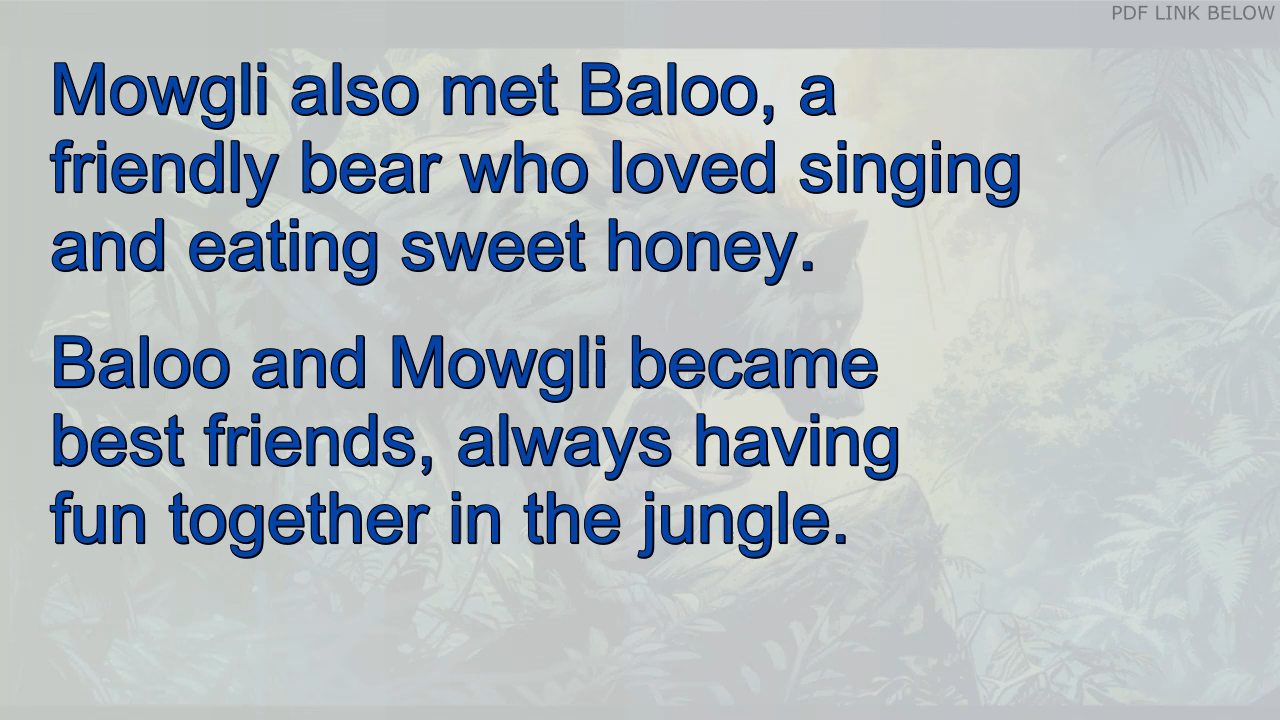 PDF LINK BELOW
Mowgli also met Baloo, a
friendly bear who loved singing
and eating sweet honey.
Baloo and Mowgli became
best friends, always having
fun together in the jungle.